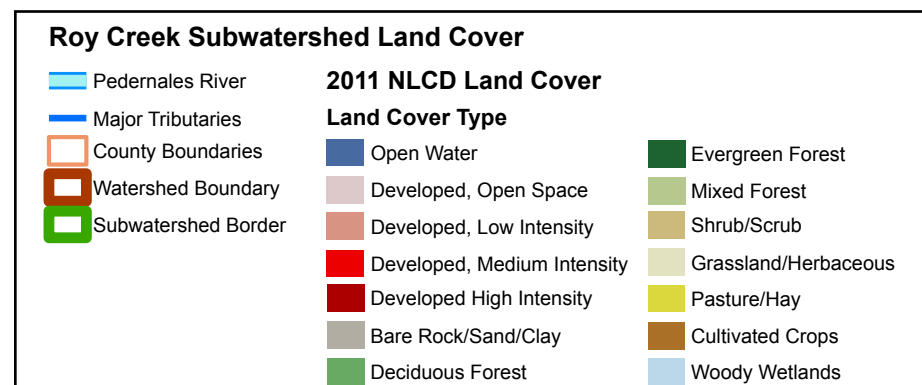 Roy Creek Subwatershed Land Cover
Pedernales River
Major Tributaries
County Boundaries
Watershed Boundary
Subwatershed Border
2011 NLCD Land Cover
Land Cover Type
Open Water
Developed, Open Space
Developed, Low Intensity
Developed, Medium Intensity
Developed High Intensity
Bare Rock/Sand/Clay
Deciduous Forest
Evergreen Forest
Mixed Forest
Shrub/Scrub
Grassland/Herbaceous
Pasture/Hay
Cultivated Crops
Woody Wetlands